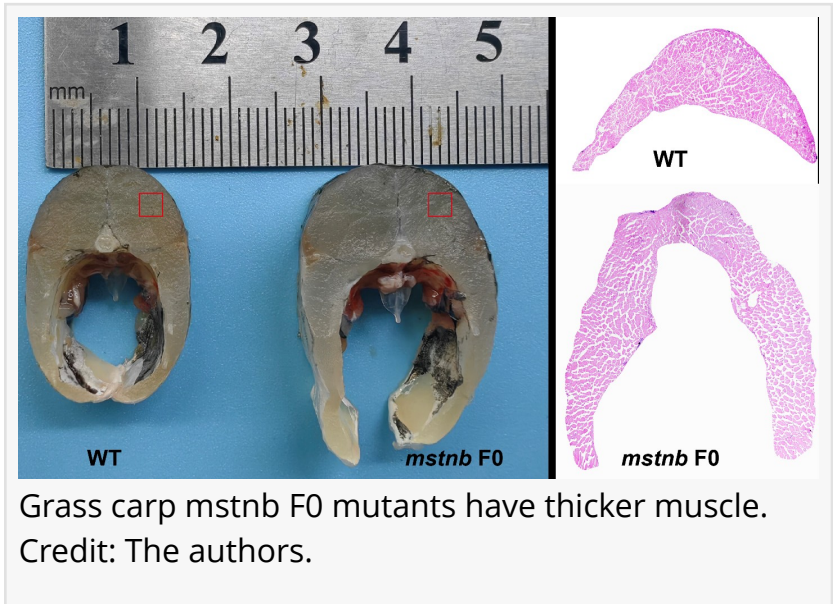 1 2 3 4 5
mm
WT
WT mstnb F0
mstnb F0
Grass carp mstnb F0 mutants have thicker muscle.
Credit: The authors.